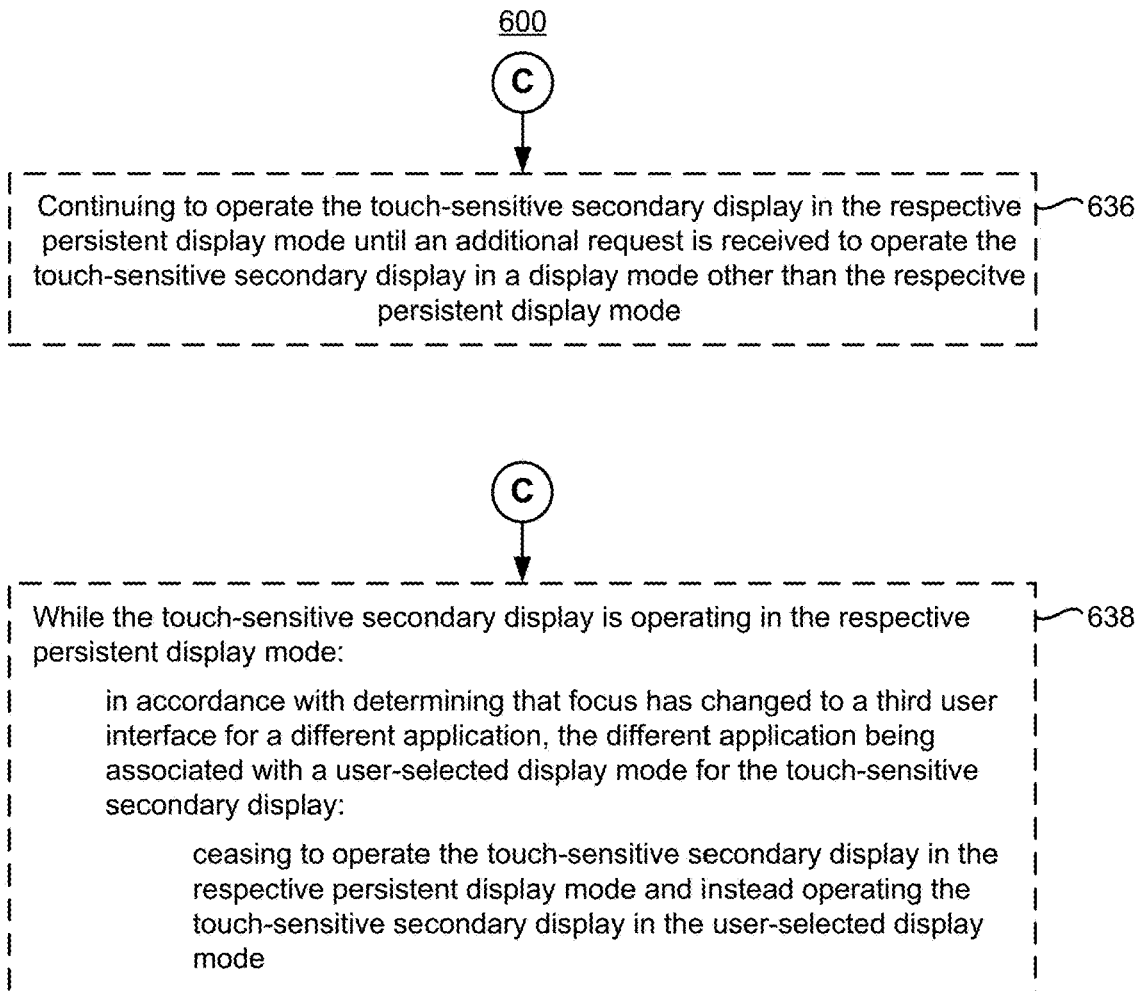 600
C
Continuing to operate the touch-sensitive secondary display in the respective
persistent display mode until an additional request is received to operate the
touch-sensitive secondary display in a display mode other than the respecitve
persistent display mode
636
C
While the touch-sensitive secondary display is operating in the respective
persistent display mode:
638
in accordance with determining that focus has changed to a third user
interface for a different application, the different application being
associated with a user-selected display mode for the touch-sensitive
secondary display:
ceasing to operate the touch-sensitive secondary display in the
respective persistent display mode and instead operating the
touch-sensitive secondary display in the user-selected display
mode